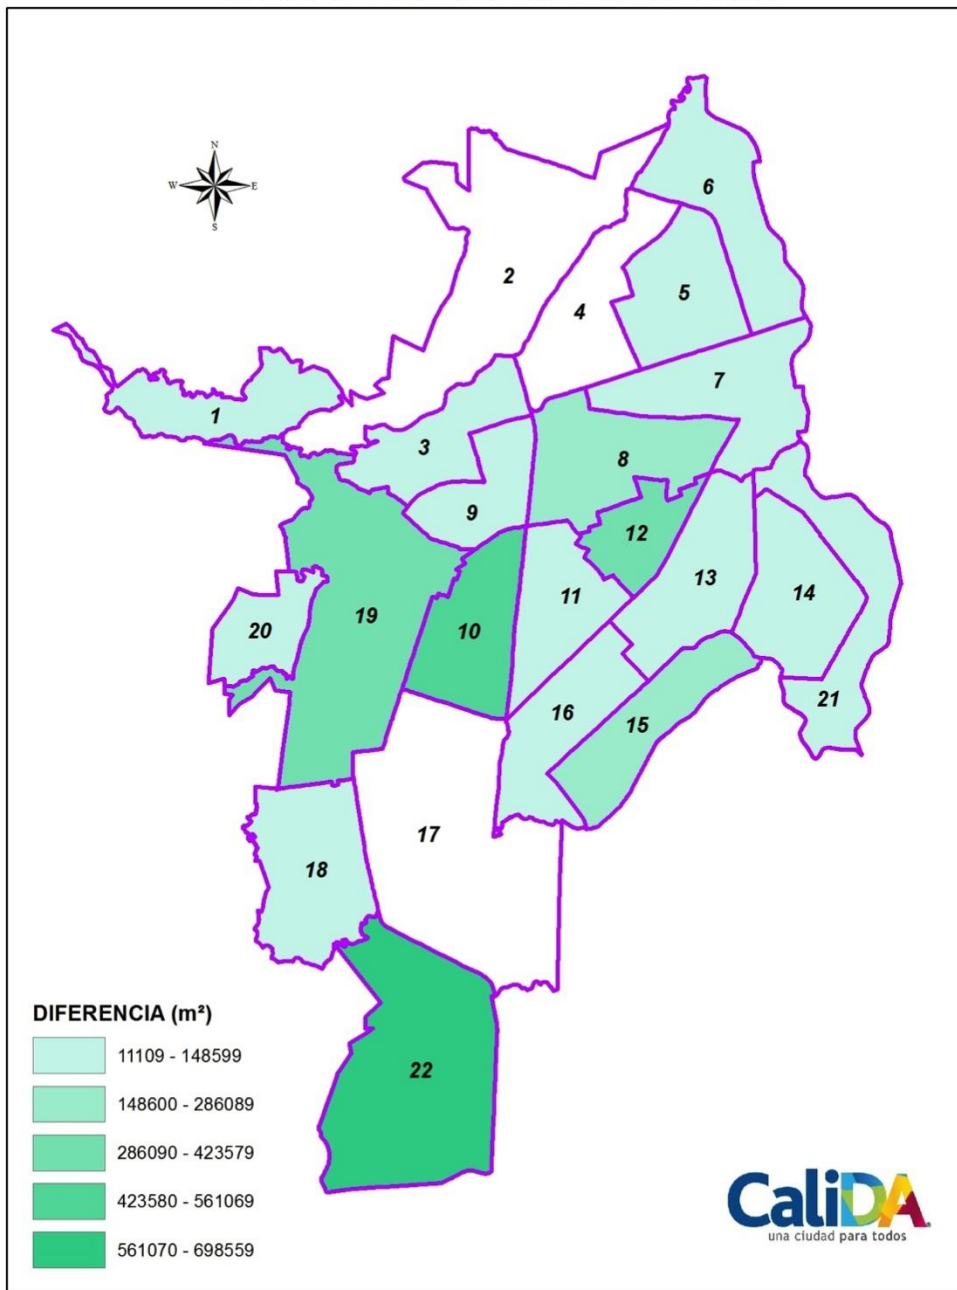 N
W E
S
6
2
5
4
7
1
3
8
9
12
13
14
11
19
10
20
21
16
15
17
18
DIFERENCIA (m²)
11109 - 148599
148600 - 286089
22
286090 - 423579
423580 - 561069
561070 - 698559
CaliDA
una ciudad para todos